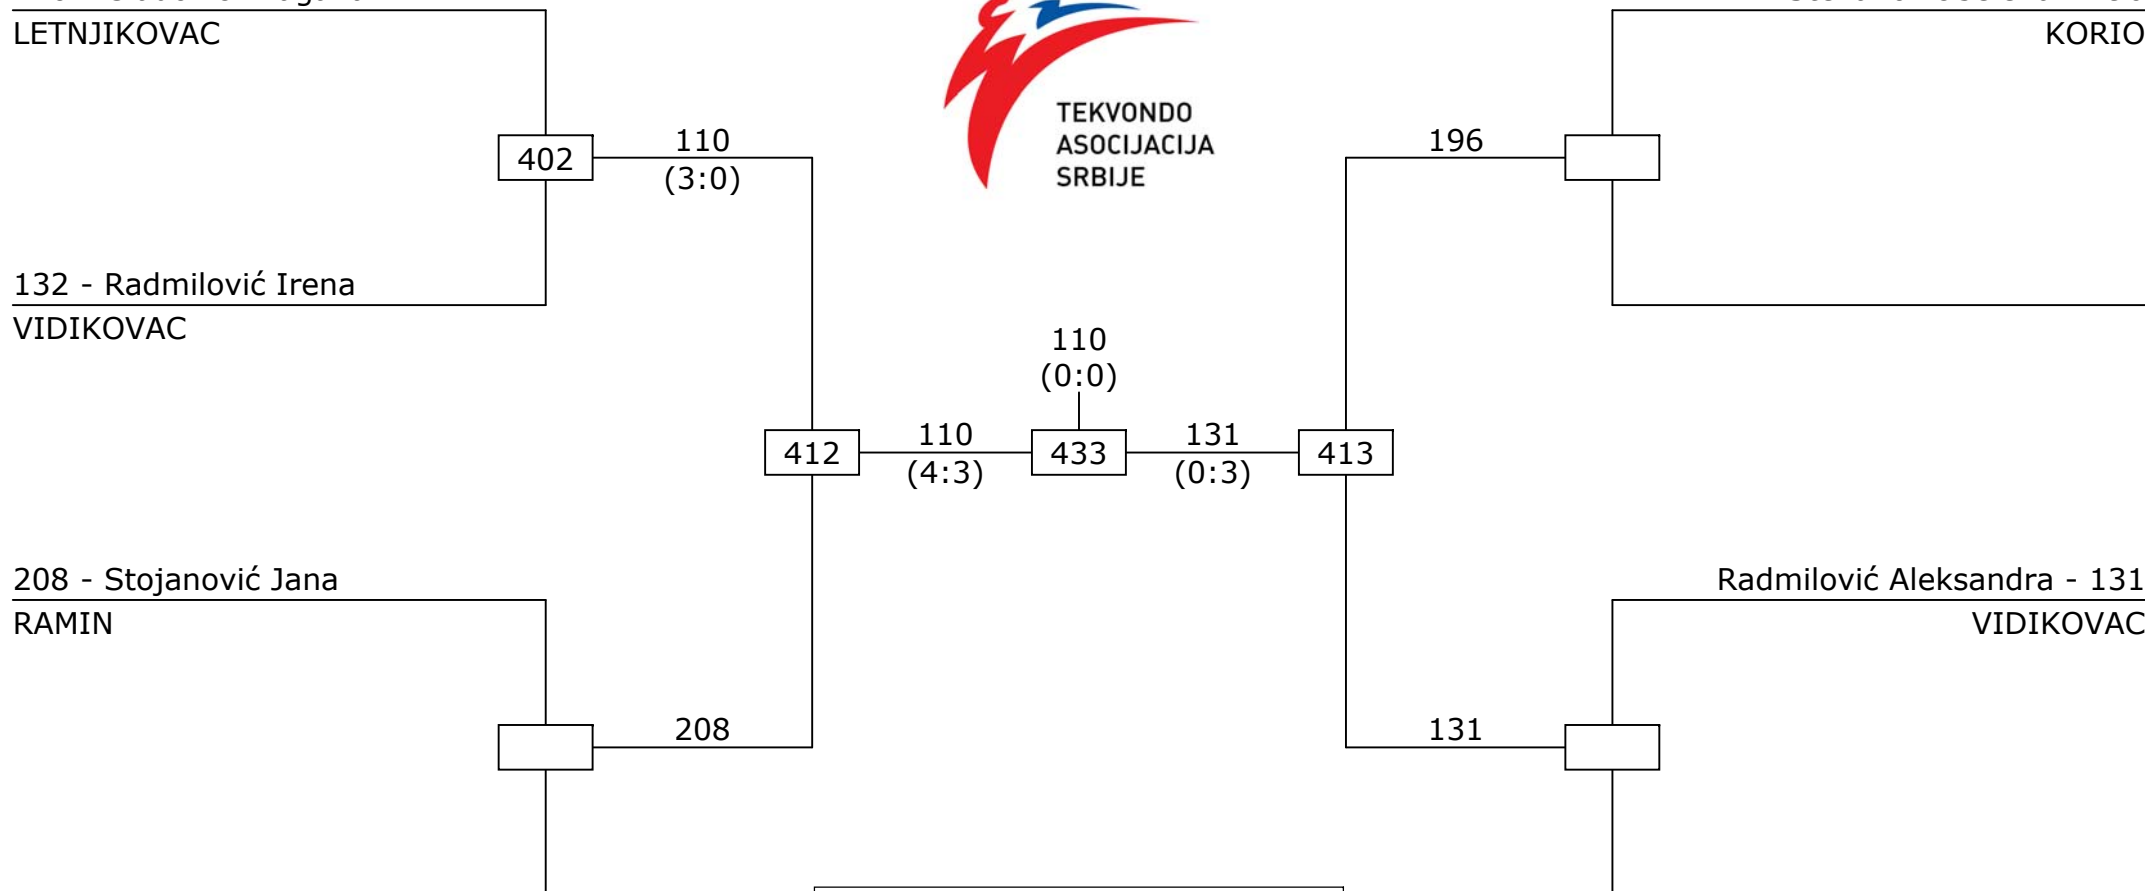 LETNJIKOVAC
KORIO
TEKVONDO
ASOCIJACIJA
SRBIJE
402
110
(3:0)
196
132 - Radmilović Irena
VIDIKOVAC
110
(0:0)
412
110
(4:3)
433
131
(0:3)
413
208 - Stojanović Jana
RAMIN
Radmilović Aleksandra - 131
VIDIKOVAC
208
131